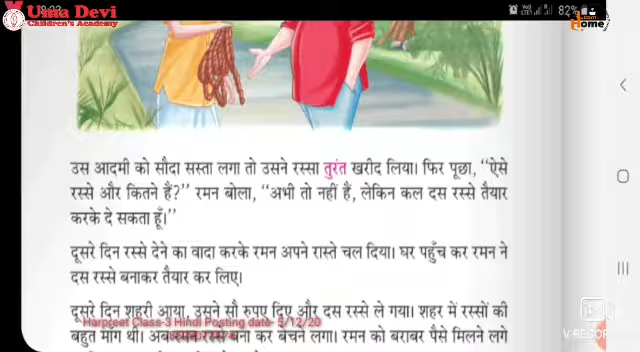 Uma Devi
Children's Academy
82%
Home
उस आदमी को सौदा सस्ता लगा तो उसने रस्सा तुरंत खरीद लिया। फिर पूछा, “ऐसे
रस्से और कितने हैं?” रमन बोला, “अभी तो नहीं हैं, लेकिन कल दस रस्से तैयार
करके दे सकता हूँ।”
दूसरे दिन रस्से देने का वादा करके रमन अपने रास्ते चल दिया। घर पहुँच कर रमन ने
दस रस्से बनाकर तैयार कर लिए।
दूसरे दिन शहरी आया, उसने सौ रुपए दिए और दस रस्से ले गया। शहर में रस्सों की
Harpreet Class-3 Hindi Posting date- 5/12/20
बहुत माँग थी। अब रमन रस्से बना कर बेचने लगा। रमन को बराबर पैसे मिलने लगे
V RECOR